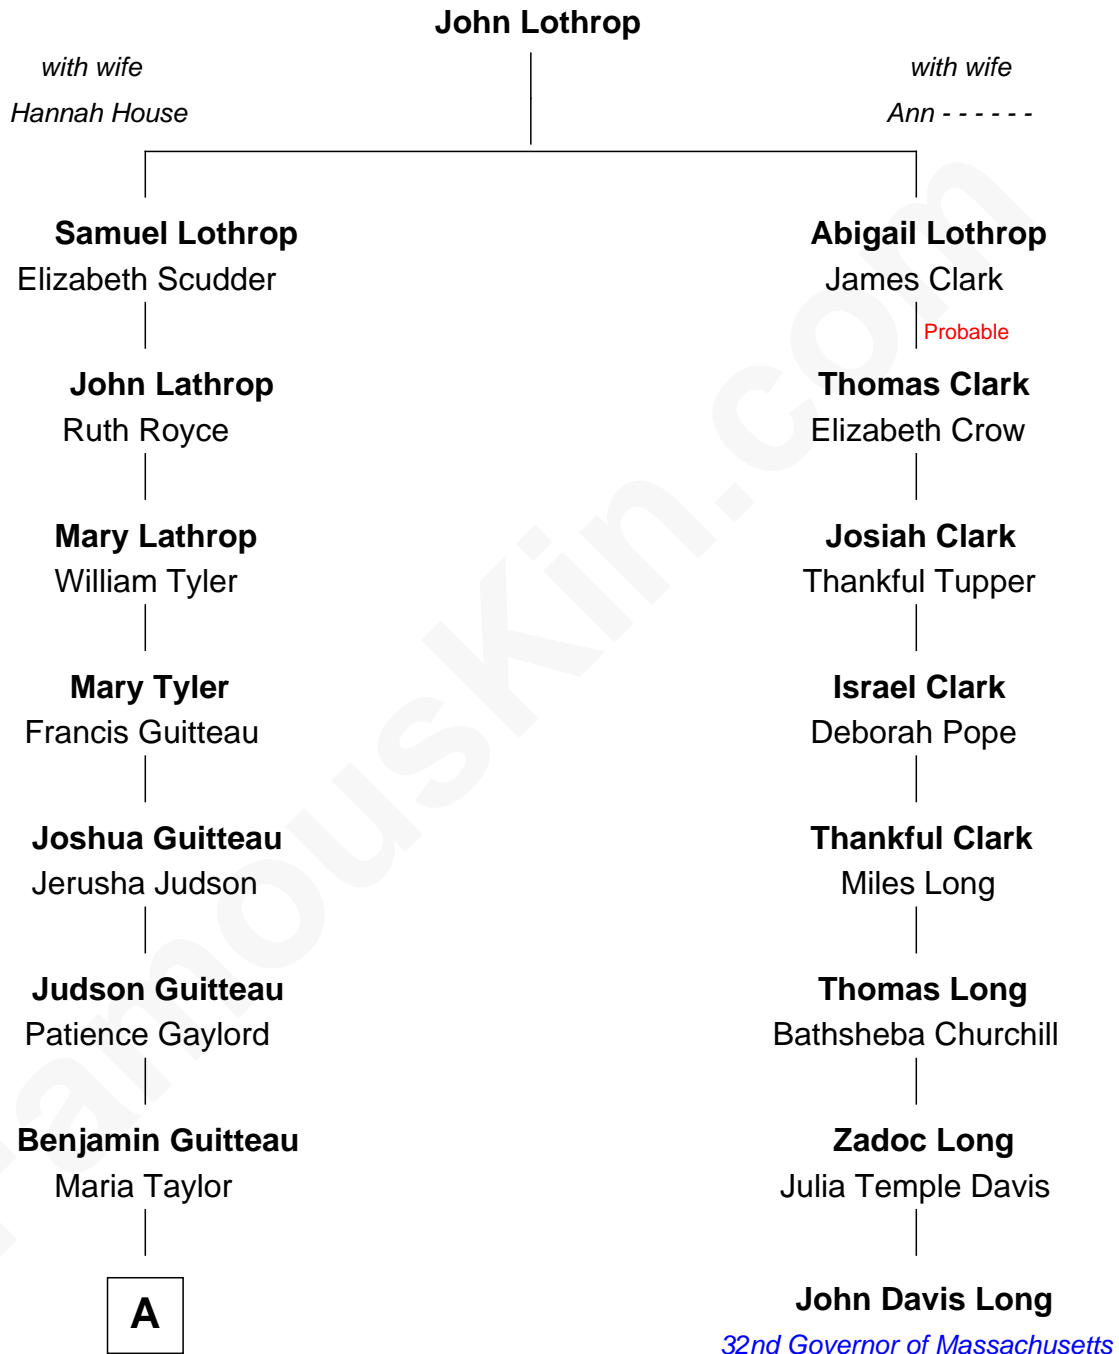 John Lothrop
with wife
Hannah House
with wife
Ann - - - - - -
Samuel Lothrop
Elizabeth Scudder
Abigail Lothrop
James Clark
Probable
John Lathrop
Ruth Royce
Thomas Clark
Elizabeth Crow
Mary Lathrop
William Tyler
Josiah Clark
Thankful Tupper
Mary Tyler
Francis Guitteau
Israel Clark
Deborah Pope
Joshua Guitteau
Jerusha Judson
Thankful Clark
Miles Long
Judson Guitteau
Patience Gaylord
Thomas Long
Bathsheba Churchill
Benjamin Guitteau
Maria Taylor
Zadoc Long
Julia Temple Davis
A
John Davis Long
32nd Governor of Massachusetts
FamousKin.com